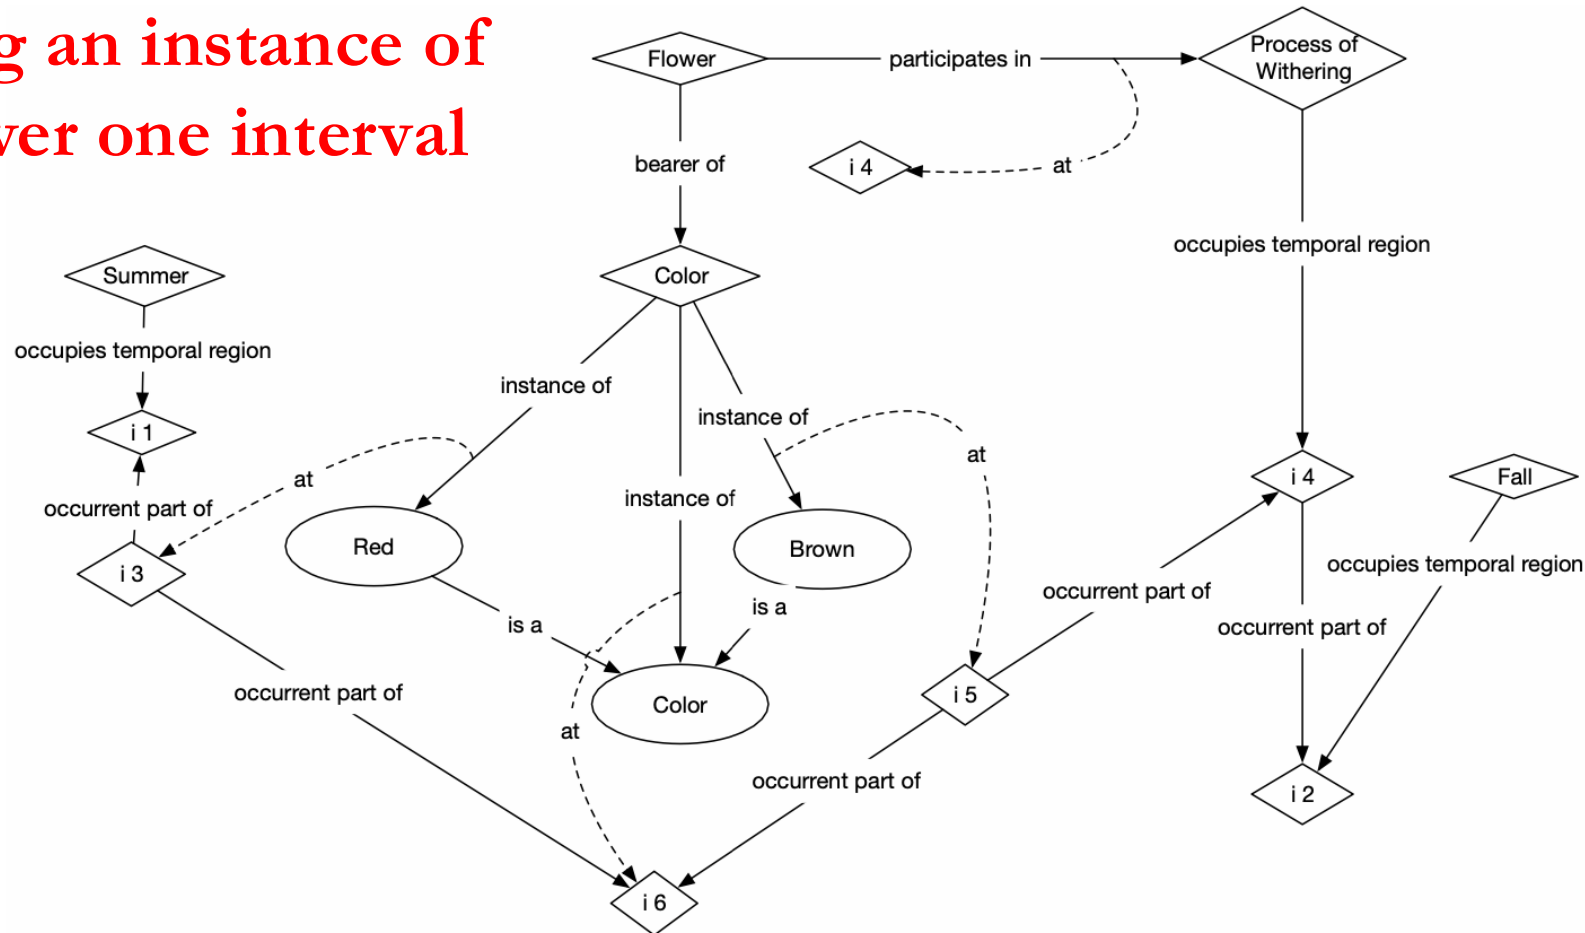 an instance of
over one interval
Flower
participates in
Process of
Withering
bearer of
i 4
at
occupies temporal region
Summer
Color
occupies temporal region
instance of
i 1
instance of
at
at
i 4
Fall
occurrent part of
instance of
Red
Brown
i 3
occupies temporal region
is a
is a
occurrent part of
occurrent part of
occurrent part of
i 5
Color
at
occurrent part of
i 2
i 6